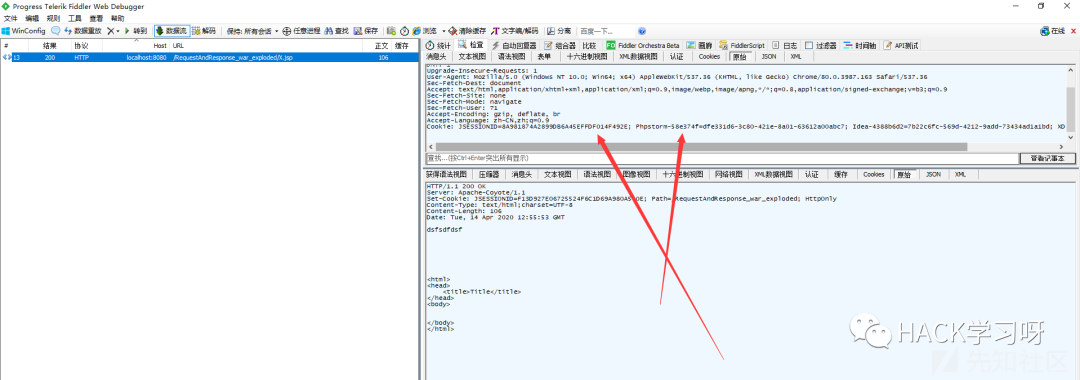 Progress Telerik Fiddler Web Debugger
文件 编辑 规则 工具 查看 帮助
WinConfig 数据重放 转到 数据流 解码 保持: 所有会话 任意进程 查找 保存 浏览 清除缓存 文字编/解码 分离 百度一下... 在线
# 结果 协议 Host URL 正文 缓存
13 200 HTTP localhost:8080 /RequestAndResponse_war_exploded/X.jsp 106
统计 检查 自动回复器 组合器 比较 FO Fiddler Orchestra Beta 画廊 FiddlerScript 日志 过滤器 时间轴 API测试
消息头 文本视图 语法视图 表单 十六进制视图 XML数据视图 认证 Cookies 原始 JSON XML
Upgrade-Insecure-Requests: 1
User-Agent: Mozilla/5.0 (Windows NT 10.0; Win64; x64) AppleWebKit/537.36 (KHTML, like Gecko) Chrome/80.0.3987.163 Safari/537.36
Sec-Fetch-Dest: document
Accept: text/html,application/xhtml+xml,application/xml;q=0.9,image/webp,image/apng,*/*;q=0.8,application/signed-exchange;v=b3;q=0.9
Sec-Fetch-Site: none
Sec-Fetch-Mode: navigate
Sec-Fetch-User: ?1
Accept-Encoding: gzip, deflate, br
Accept-Language: zh-CN,zh;q=0.9
Cookie: JSESSIONID=8A981874A2899DB6A45EFFDF014F492E; Phpstorm-58e374f=dfe331d6-3c80-421e-8a01-63612a00abc7; Idea-4388b6d2=7b22c6fc-569d-4212-9add-73434ad1a1bd; XD
查找...(按Ctrl+Enter突出所有显示) 查看记事本
获得语法视图 压缩器 消息头 文本视图 语法视图 图像视图 十六进制视图 网络视图 XML数据视图 认证 缓存 Cookies 原始 JSON XML
HTTP/1.1 200 OK
Server: Apache-Coyote/1.1
Set-Cookie: Path=/RequestAndResponse_war_exploded; HttpOnly
Content-Type: text/html;charset=UTF-8
Content-Length: 106
Date: Tue, 14 Apr 2020 12:55:53 GMT
dsfsdfdsf
<html>
<head>
<title>Title</title>
</head>
<body>
</body>
</html>
HACK学习呀
先知社区